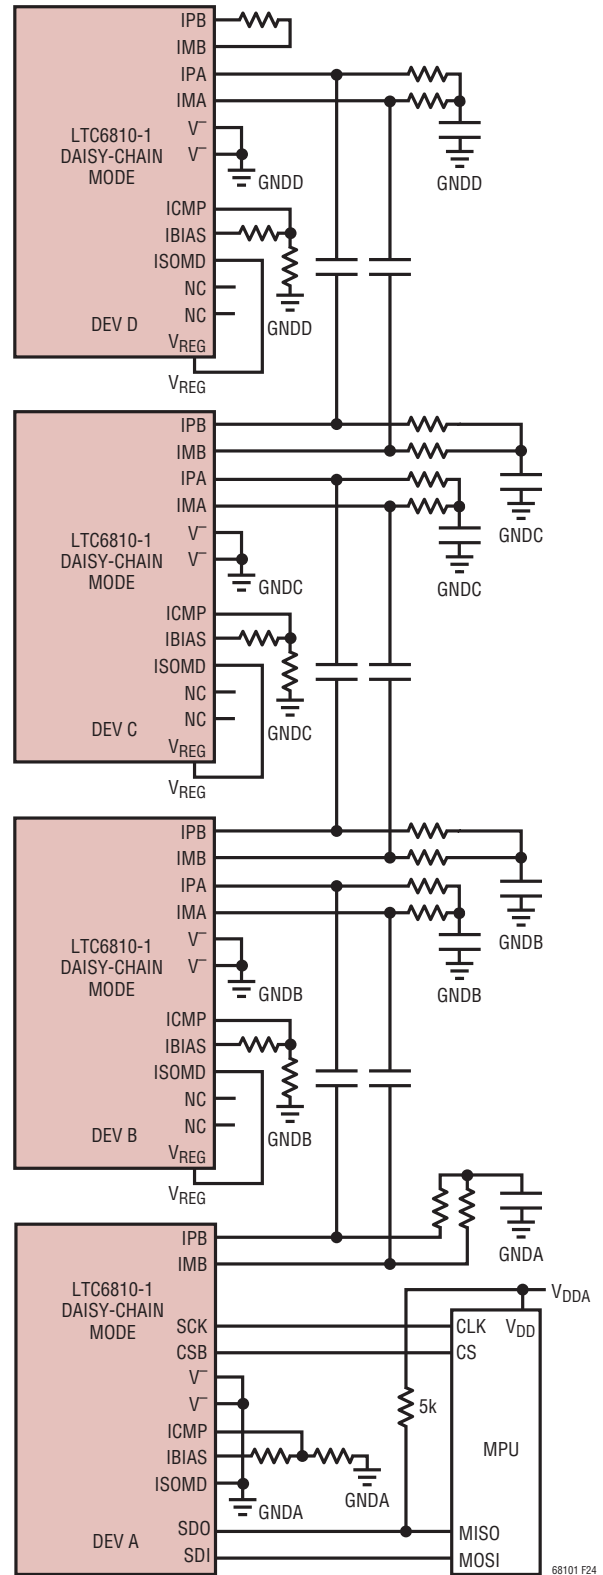 IPB
IMB
IPA
IMA
V–
V–
GNDD
GNDD
LTC6810-1
DAISY-CHAIN
MODE
ICMP
IBIAS
ISOMD
NC
NC
GNDD
DEV D
VREG
VREG
IPB
IMB
IPA
IMA
GNDC
V–
V–
GNDC
GNDC
LTC6810-1
DAISY-CHAIN
MODE
ICMP
IBIAS
ISOMD
NC
NC
GNDC
DEV C
VREG
VREG
IPB
IMB
IPA
IMA
GNDB
V–
V–
GNDB
GNDB
LTC6810-1
DAISY-CHAIN
MODE
ICMP
IBIAS
ISOMD
NC
NC
GNDB
DEV B
VREG
VREG
IPB
IMB
GNDA
LTC6810-1
DAISY-CHAIN
MODE
VDDA
SCK
CSB
CLK
CS
VDD
V–
V–
5k
ICMP
IBIAS
ISOMD
GNDA
GNDA
MPU
SDO
SDI
MISO
MOSI
DEV A
68101 F24